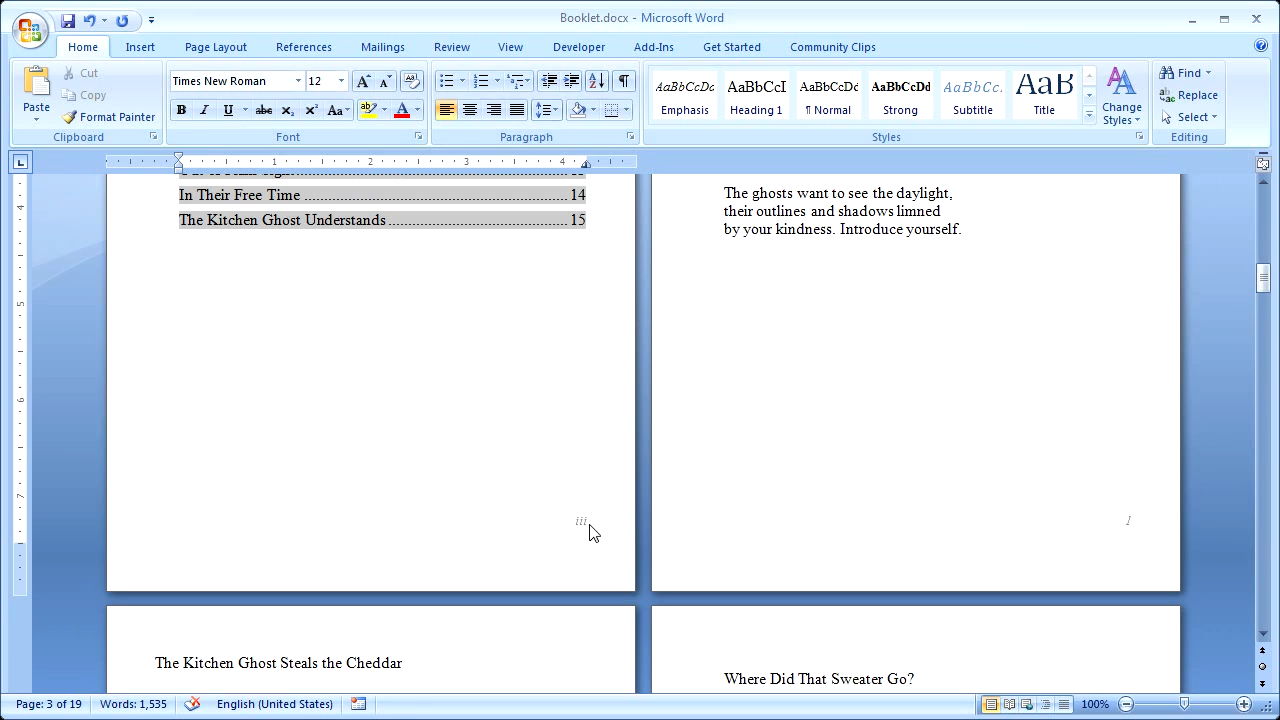 Booklet.docx - Microsoft Word
Home Insert Page Layout References Mailings Review View Developer Add-Ins Get Started Community Clips
Paste
Cut
Copy
Format Painter
Clipboard
Times New Roman 12
Font
Paragraph
AaBbCcDc AaBbCcI AaBbCcDc AaBbCcDc AaBbCc. AaB
Emphasis Heading 1 ¶ Normal Strong Subtitle Title
Change Styles
Styles
Find
Replace
Select
Editing
1 2 3 4
In Their Free Time 14
The Kitchen Ghost Understands 15
iii
The ghosts want to see the daylight,
their outlines and shadows limned
by your kindness. Introduce yourself.
1
The Kitchen Ghost Steals the Cheddar
Where Did That Sweater Go?
Page: 3 of 19 Words: 1,535 English (United States) 100%